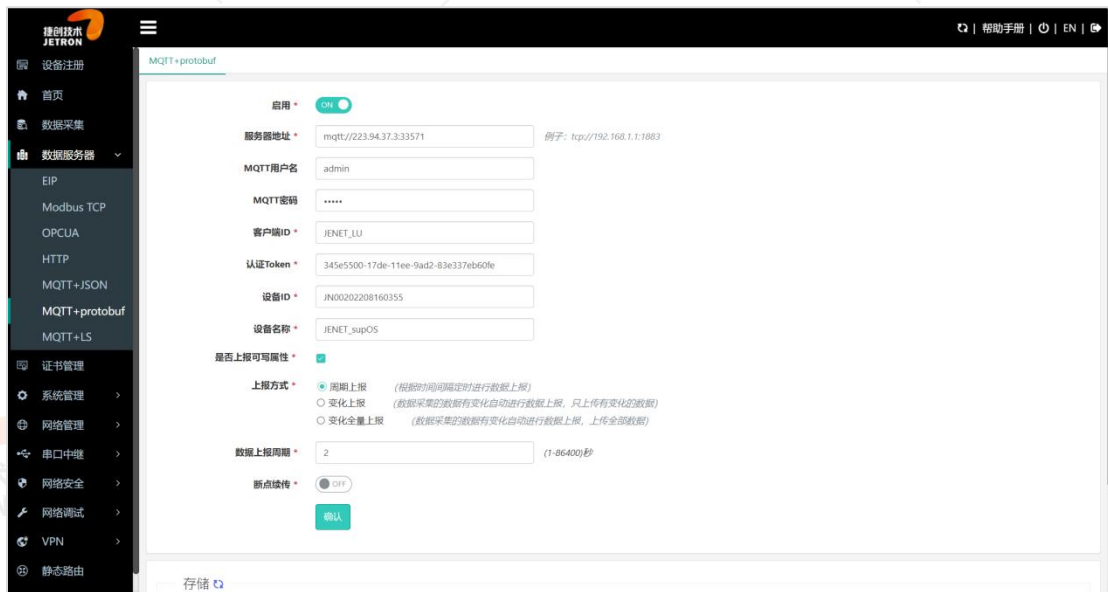 捷创技术
JETRON
| 帮助手册 | | EN |
设备注册
首页
数据采集
数据服务器
EIP
Modbus TCP
OPCUA
HTTP
MQTT+JSON
MQTT+protobuf
MQTT+LS
证书管理
系统管理
网络管理
串口中继
网络安全
网络调试
VPN
静态路由
MQTT+protobuf
启用 * ON
服务器地址 * mqtt://223.94.37.3:33571 例子：tcp://192.168.1.1:1883
MQTT用户名 admin
MQTT密码 •••••
客户端ID * JENET_LU
认证Token * 345e5500-17de-11ee-9ad2-83e337eb60fe
设备ID * JN00202208160355
设备名称 * JENET_supOS
是否上报可写属性 *
上报方式 * 周期上报 (根据时间间隔定时进行数据上报)
变化上报 (数据采集的数据有变化自动进行数据上报，只上传有变化的数据)
变化全量上报 (数据采集的数据有变化自动进行数据上报，上传全部数据)
数据上报周期 * 2 (1-86400)秒
断点续传 * OFF
确认
存储